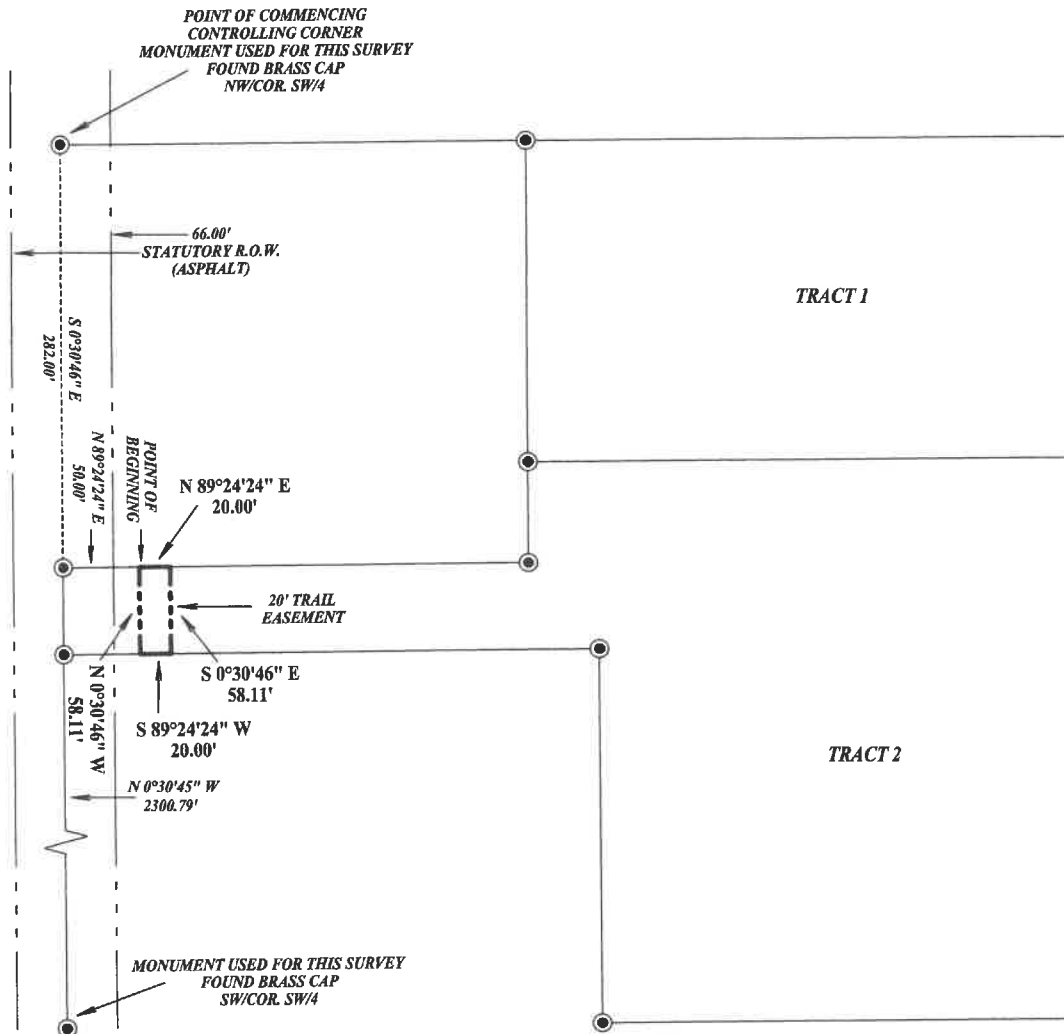 POINT OF COMMENCING
CONTROLLING CORNER
MONUMENT USED FOR THIS SURVEY
FOUND BRASS CAP
NW/COR. SW/4
66.00'
STATUTORY R.O.W.
(ASPHALT)
TRACT 1
S 0°30'46" E
282.00'
N 89°24'24" E
50.00'
POINT OF
BEGINNING
N 89°24'24" E
20.00'
20' TRAIL
EASEMENT
N 0°30'46" W
58.11'
S 0°30'46" E
58.11'
S 89°24'24" W
20.00'
TRACT 2
N 0°30'45" W
2300.79'
MONUMENT USED FOR THIS SURVEY
FOUND BRASS CAP
SW/COR. SW/4